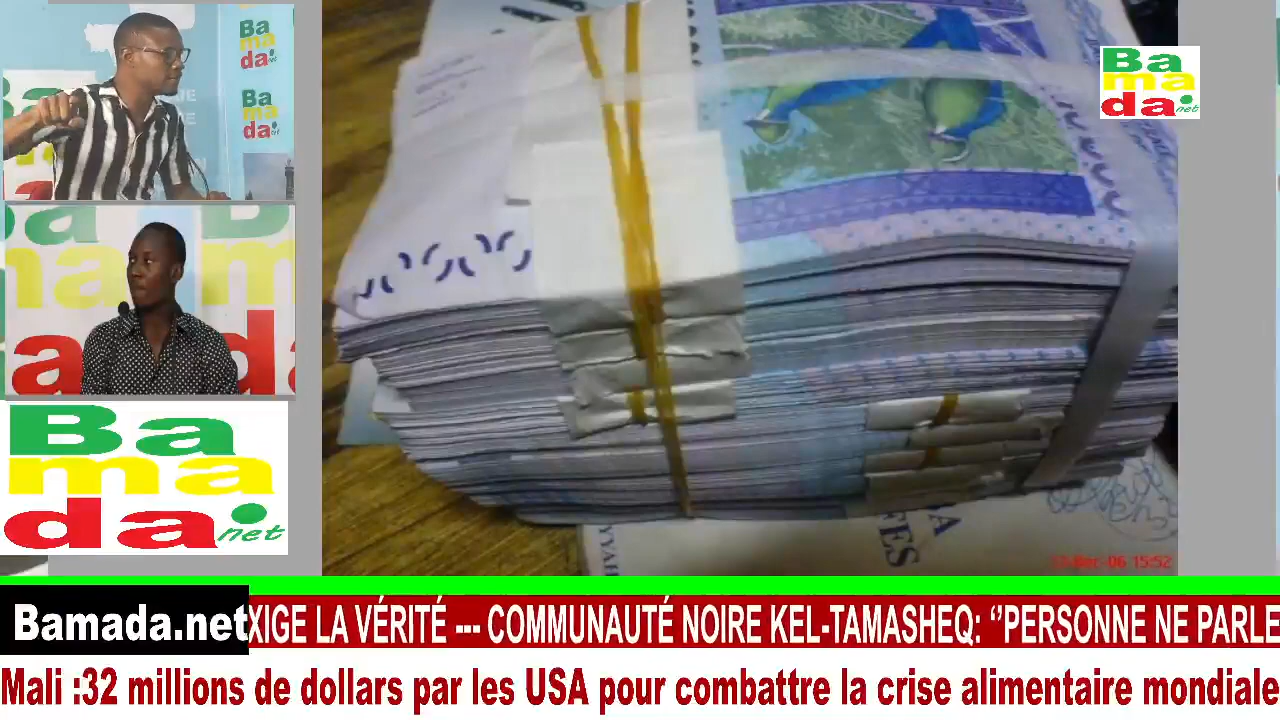 Ba
ma
da
net
Ba
ma
da
net
Ba
ma
da
net
Ba
ma
da
net
Bamada.net
XIGE LA VÉRITÉ --- COMMUNAUTÉ NOIRE KEL-TAMASHEQ: ‘'PERSONNE NE PARLE
Mali :32 millions de dollars par les USA pour combattre la crise alimentaire mondiale